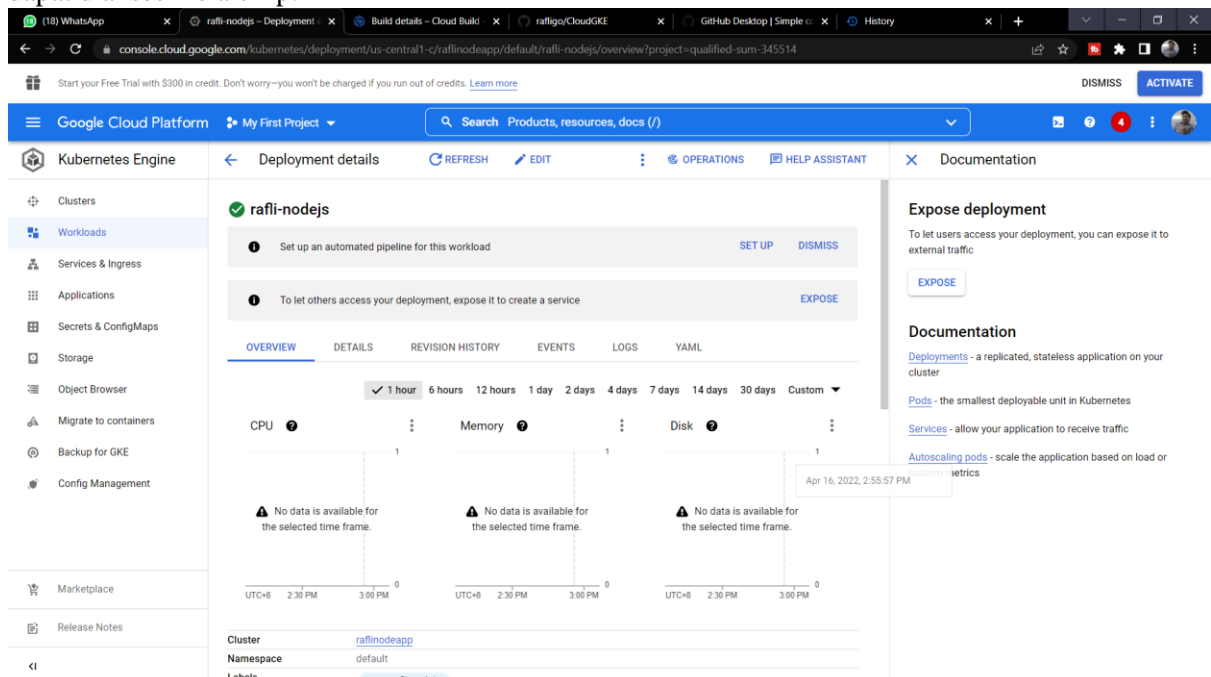 (18) WhatsApp
rafli-nodejs – Deployment
Build details – Cloud Build
rafligo/CloudGKE
GitHub Desktop | Simple co
History
console.cloud.google.com/kubernetes/deployment/us-central1-c/raflinodeapp/default/rafli-nodejs/overview?project=qualified-sum-345514
Start your Free Trial with $300 in credit. Don't worry—you won't be charged if you run out of credits. Learn more
DISMISS
ACTIVATE
Google Cloud Platform
My First Project
Search Products, resources, docs (/)
4
Kubernetes Engine
Clusters
Workloads
Services & Ingress
Applications
Secrets & ConfigMaps
Storage
Object Browser
Migrate to containers
Backup for GKE
Config Management
Marketplace
Release Notes
Deployment details
REFRESH
EDIT
OPERATIONS
HELP ASSISTANT
rafli-nodejs
Set up an automated pipeline for this workload
SET UP
DISMISS
To let others access your deployment, expose it to create a service
EXPOSE
OVERVIEW DETAILS REVISION HISTORY EVENTS LOGS YAML
1 hour 6 hours 12 hours 1 day 2 days 4 days 7 days 14 days 30 days Custom
CPU
1
No data is available for
the selected time frame.
0
UTC+8 2:30 PM 3:00 PM
Memory
1
No data is available for
the selected time frame.
0
UTC+8 2:30 PM 3:00 PM
Disk
1
Apr 16, 2022, 2:55:57 PM
No data is available for
the selected time frame.
0
UTC+8 2:30 PM 3:00 PM
Cluster raflinodeapp
Namespace default
Documentation
Expose deployment
To let users access your deployment, you can expose it to
external traffic
EXPOSE
Documentation
Deployments - a replicated, stateless application on your
cluster
Pods - the smallest deployable unit in Kubernetes
Services - allow your application to receive traffic
Autoscaling pods - scale the application based on load or
custom metrics